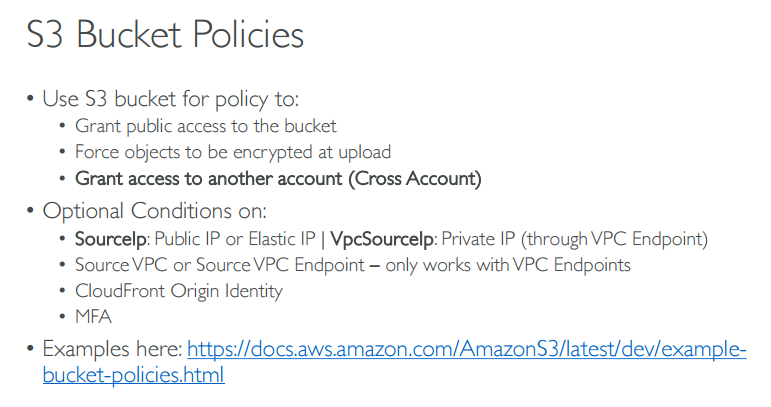 S3 Bucket Policies
• Use S3 bucket for policy to:
• Grant public access to the bucket
• Force objects to be encrypted at upload
• Grant access to another account (Cross Account)
• Optional Conditions on:
• SourceIp: Public IP or Elastic IP | VpcSourceIp: Private IP (through VPC Endpoint)
• Source VPC or Source VPC Endpoint – only works with VPC Endpoints
• CloudFront Origin Identity
• MFA
• Examples here: https://docs.aws.amazon.com/AmazonS3/latest/dev/example-
bucket-policies.html